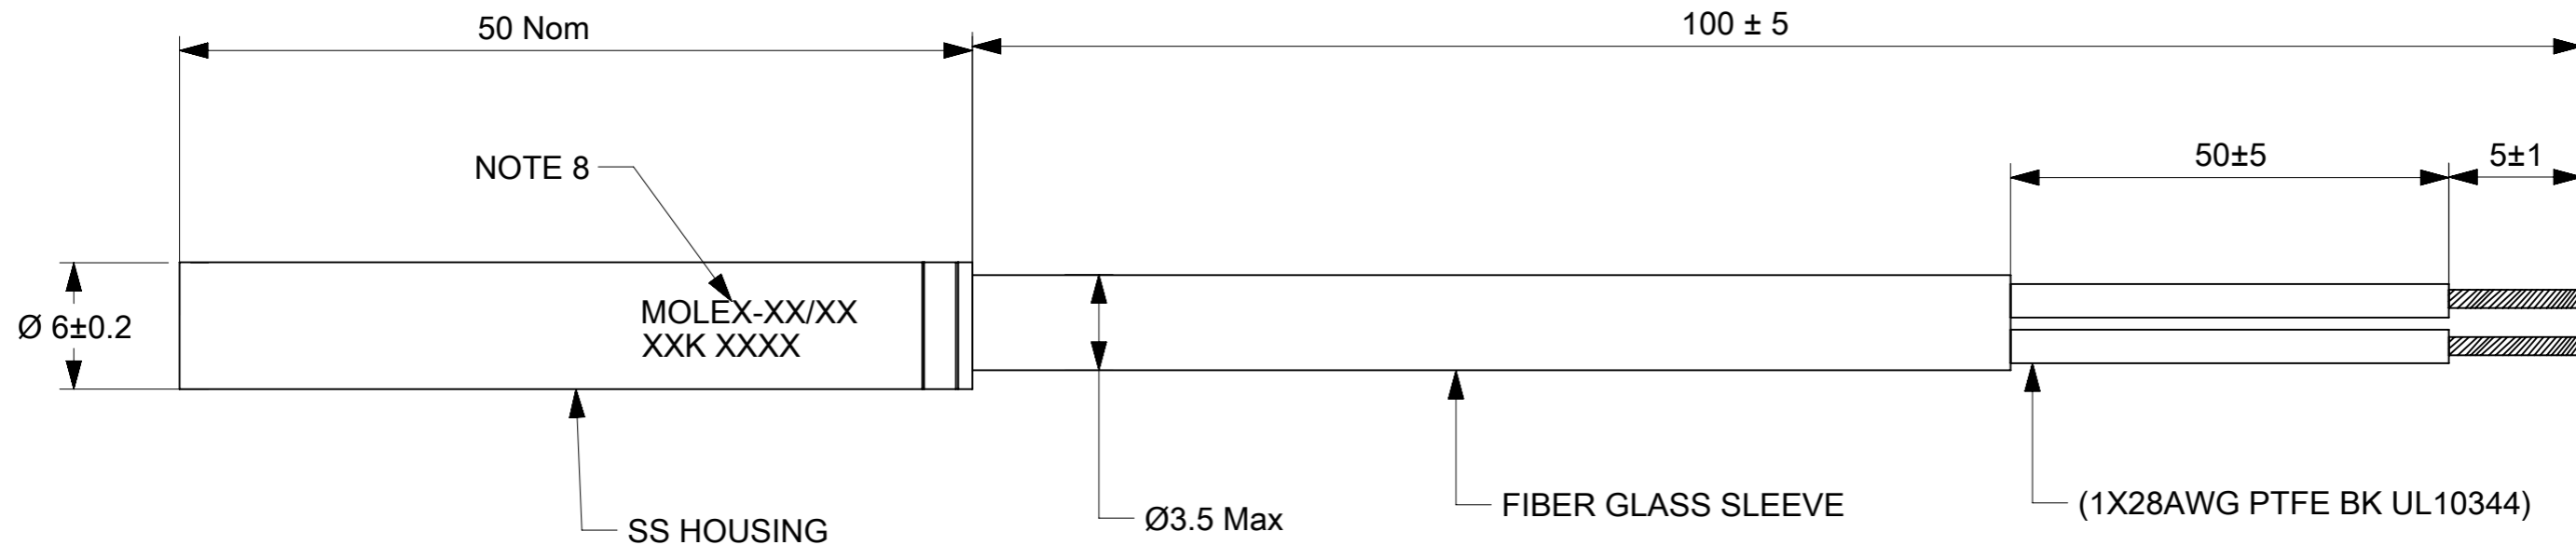 50 Nom
100 ± 5
NOTE 8
50±5
5±1
Ø 6±0.2
MOLEX-XX/XX
XXK XXXX
SS HOUSING
Ø3.5 Max
FIBER GLASS SLEEVE
(1X28AWG PTFE BK UL10344)